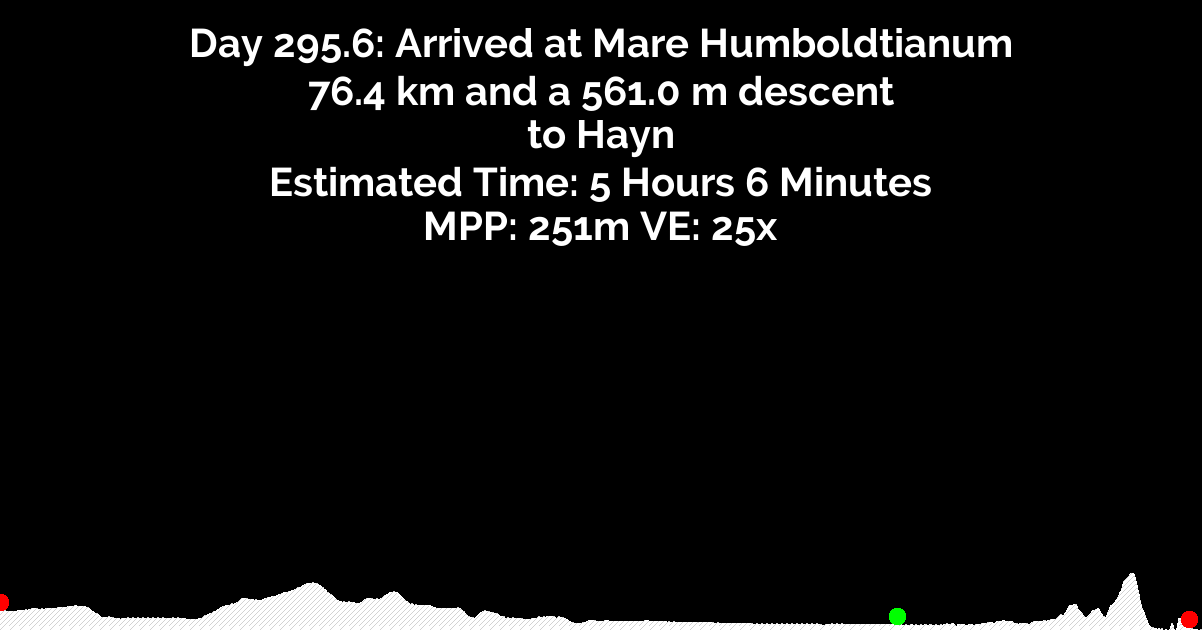 Day 295.6: Arrived at Mare Humboldtianum
76.4 km and a 561.0 m descent
to Hayn
Estimated Time: 5 Hours 6 Minutes
MPP: 251m VE: 25x